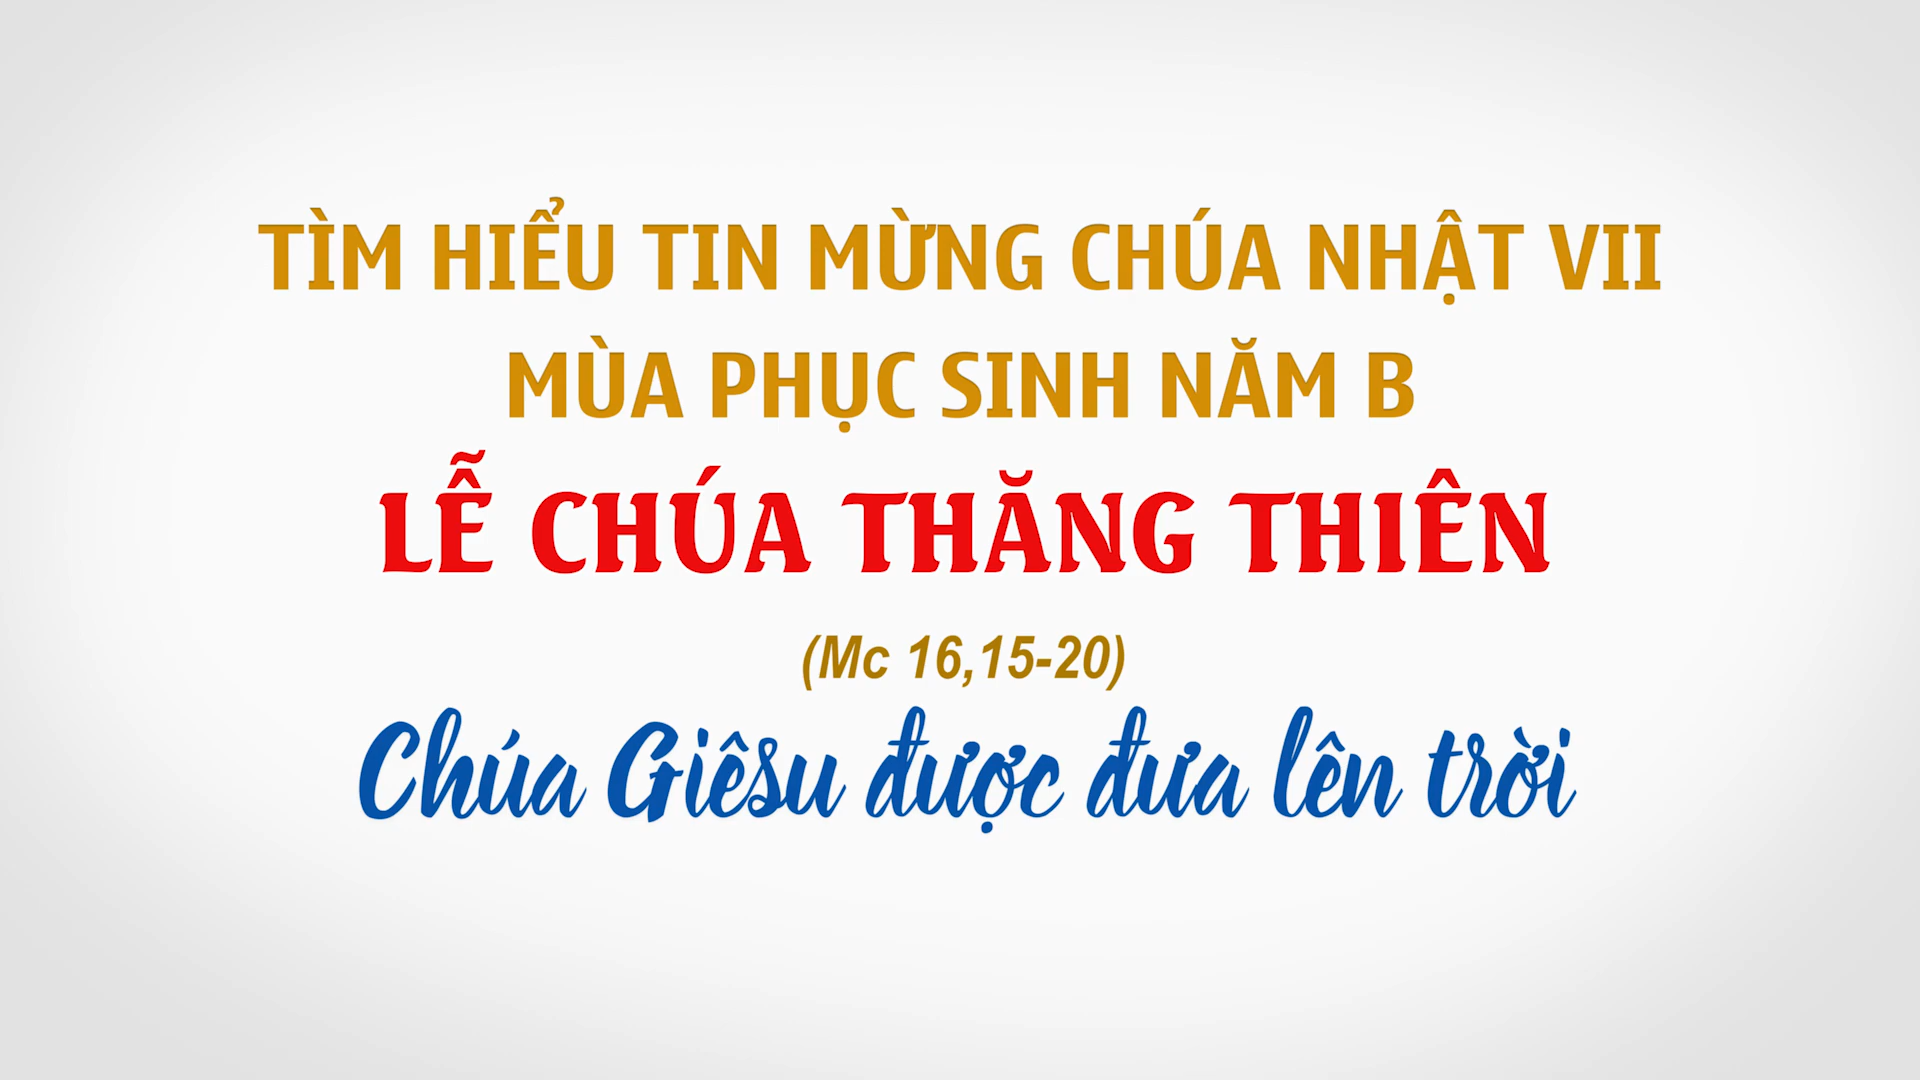 TÌM HIỂU TIN MỪNG CHÚA NHẬT VII
MÙA PHỤC SINH NĂM B
LỄ CHÚA THĂNG THIÊN
(Mc 16,15-20)
Chúa Giêsu được đưa lên trời